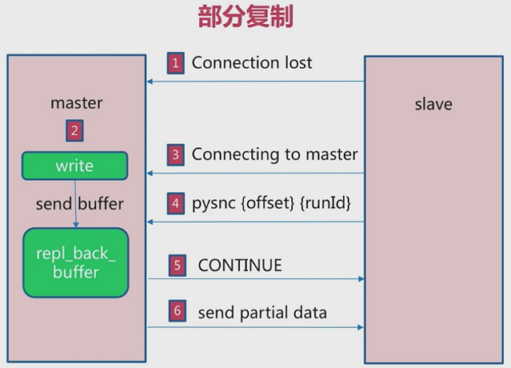 部分复制
1 Connection lost
master
slave
2
write
3 Connecting to master
send buffer
4 pysnc {offset} {runId}
repl_back_
buffer
5 CONTINUE
6 send partial data